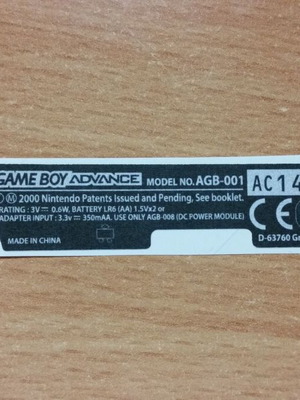 GAME BOY ADVANCE MODEL NO. AGB-001 AC14
Ⓜ 2000 Nintendo Patents Issued and Pending, See booklet.
RATING : 3V⎓ 0.6W, BATTERY LR6 (AA) 1.5Vx2 or
ADAPTER INPUT : 3.3v⎓ 350mAA. USE ONLY AGB-008 (DC POWER MODULE)
CE
MADE IN CHINA
D-63760 Gr